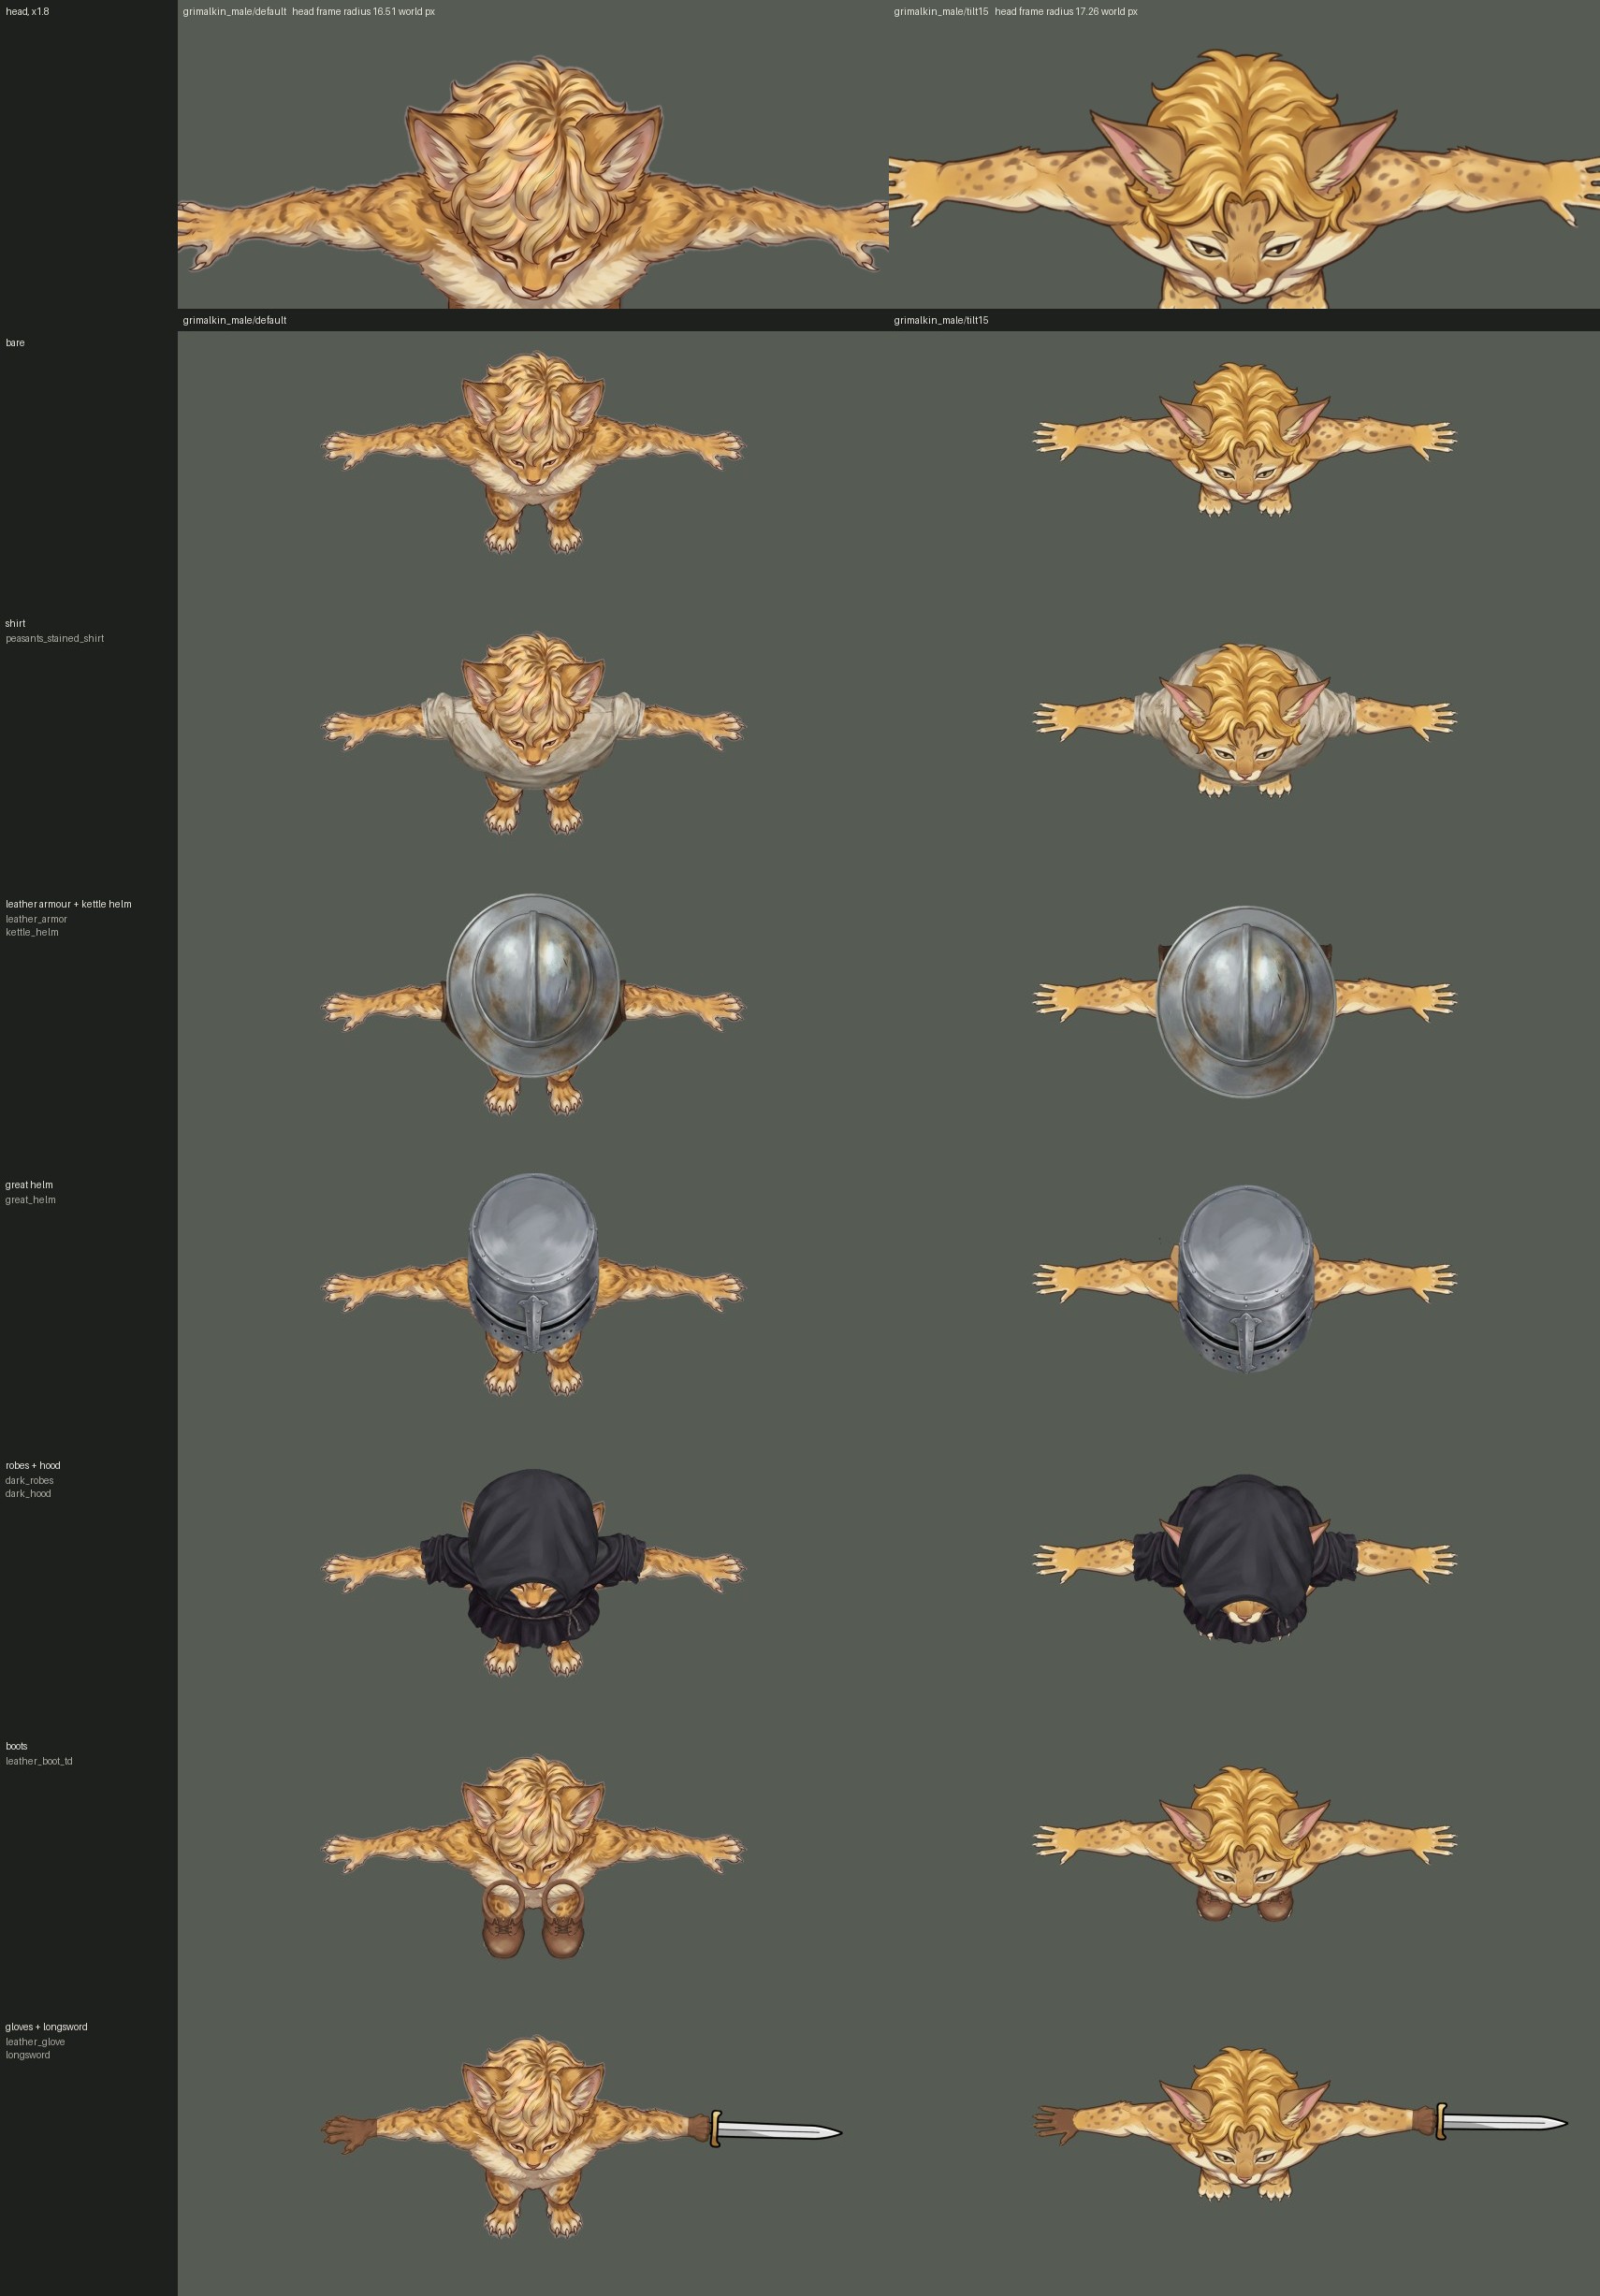 head, x1.8
grimalkin_male/default head frame radius 16.51 world px
grimalkin_male/tilt15 head frame radius 17.26 world px
grimalkin_male/default
grimalkin_male/tilt15
bare
shirt
peasants_stained_shirt
leather armour + kettle helm
leather_armor
kettle_helm
great helm
great_helm
robes + hood
dark_robes
dark_hood
boots
leather_boot_td
gloves + longsword
leather_glove
longsword